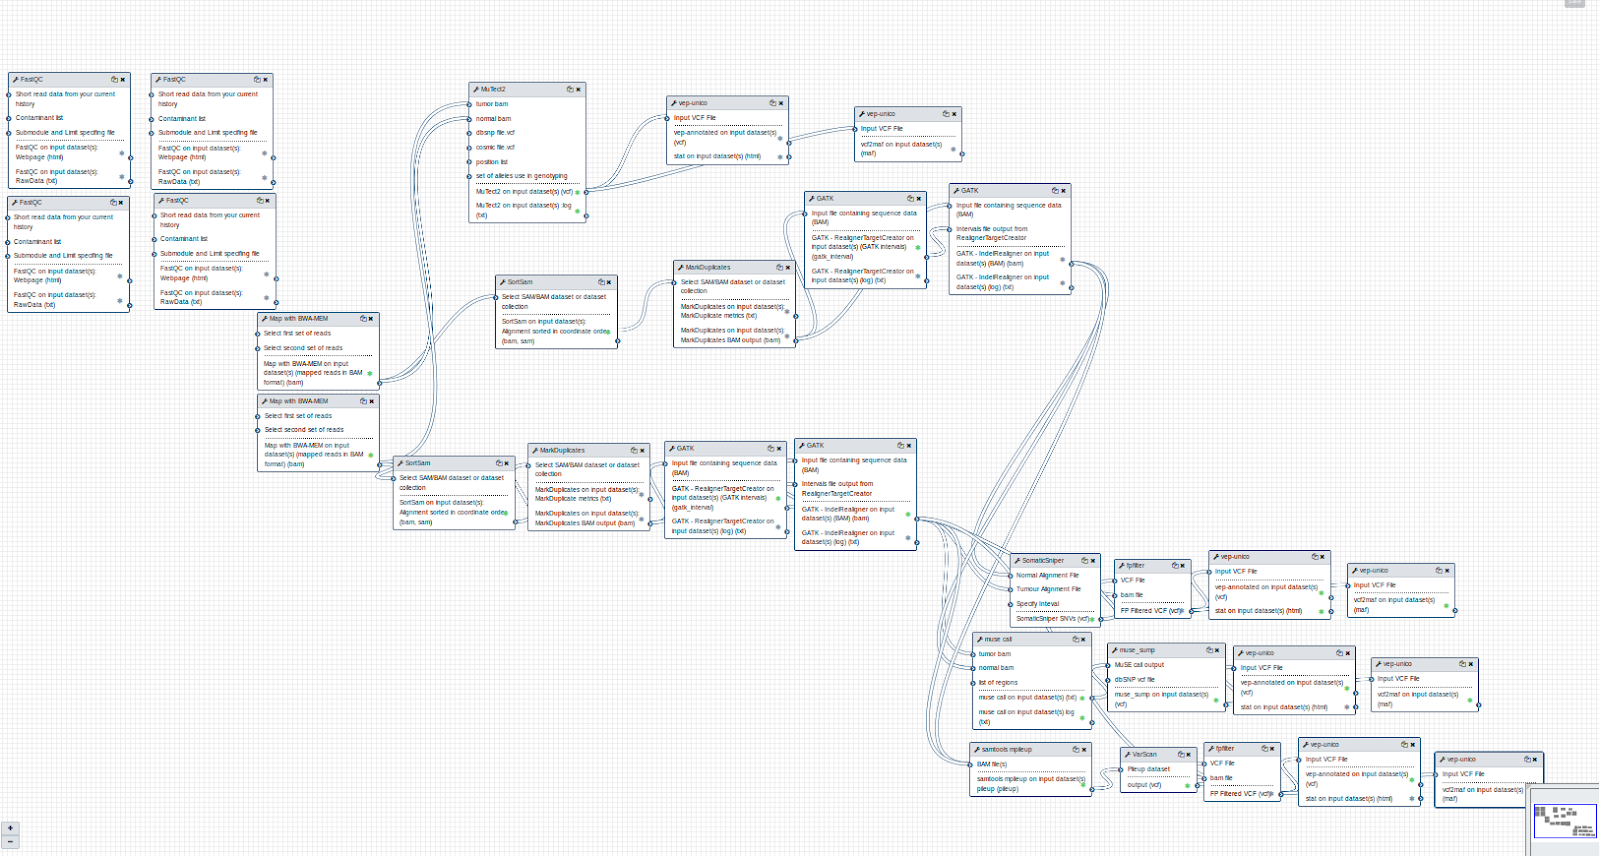 FastQC
Short read data from your current
history
Contaminant list
Submodule and Limit specifing file
FastQC on input dataset(s):
Webpage (html)
FastQC on input dataset(s):
RawData (txt)
FastQC
Short read data from your current
history
Contaminant list
Submodule and Limit specifing file
FastQC on input dataset(s):
Webpage (html)
FastQC on input dataset(s):
RawData (txt)
FastQC
Short read data from your current
history
Contaminant list
Submodule and Limit specifing file
FastQC on input dataset(s):
Webpage (html)
FastQC on input dataset(s):
RawData (txt)
FastQC
Short read data from your current
history
Contaminant list
Submodule and Limit specifing file
FastQC on input dataset(s):
Webpage (html)
FastQC on input dataset(s):
RawData (txt)
MuTect2
tumor bam
normal bam
dbsnp file.vcf
cosmic file.vcf
position list
set of alleles use in genotyping
MuTect2 on input dataset(s) (vcf)
MuTect2 on input dataset(s) :log
(txt)
vep-unico
Input VCF File
vep-annotated on input dataset(s)
(vcf)
stat on input dataset(s) (html)
vep-unico
Input VCF File
vcf2maf on input dataset(s)
(maf)
GATK
Input file containing sequence data
(BAM)
GATK - RealignerTargetCreator on
input dataset(s) (GATK intervals)
(gatk_interval)
GATK - RealignerTargetCreator on
input dataset(s) (log) (txt)
GATK
Input file containing sequence data
(BAM)
Intervals file output from
RealignerTargetCreator
GATK - IndelRealigner on input
dataset(s) (BAM) (bam)
GATK - IndelRealigner on input
dataset(s) (log) (txt)
SortSam
Select SAM/BAM dataset or dataset
collection
SortSam on input dataset(s):
Alignment sorted in coordinate order
(bam, sam)
MarkDuplicates
Select SAM/BAM dataset or dataset
collection
MarkDuplicates on input dataset(s):
MarkDuplicate metrics (txt)
MarkDuplicates on input dataset(s):
MarkDuplicates BAM output (bam)
Map with BWA-MEM
Select first set of reads
Select second set of reads
Map with BWA-MEM on input
dataset(s) (mapped reads in BAM
format) (bam)
Map with BWA-MEM
Select first set of reads
Select second set of reads
Map with BWA-MEM on input
dataset(s) (mapped reads in BAM
format) (bam)
SortSam
Select SAM/BAM dataset or dataset
collection
SortSam on input dataset(s):
Alignment sorted in coordinate order
(bam, sam)
MarkDuplicates
Select SAM/BAM dataset or dataset
collection
MarkDuplicates on input dataset(s):
MarkDuplicate metrics (txt)
MarkDuplicates on input dataset(s):
MarkDuplicates BAM output (bam)
GATK
Input file containing sequence data
(BAM)
GATK - RealignerTargetCreator on
input dataset(s) (GATK intervals)
(gatk_interval)
GATK - RealignerTargetCreator on
input dataset(s) (log) (txt)
GATK
Input file containing sequence data
(BAM)
Intervals file output from
RealignerTargetCreator
GATK - IndelRealigner on input
dataset(s) (BAM) (bam)
GATK - IndelRealigner on input
dataset(s) (log) (txt)
SomaticSniper
Normal Alignment File
Tumour Alignment File
Specify Inteval
SomaticSniper SNVs (vcf)
fpfilter
VCF File
bam file
FP Filtered VCF (vcf)
vep-unico
Input VCF File
vep-annotated on input dataset(s)
(vcf)
stat on input dataset(s) (html)
vep-unico
Input VCF File
vcf2maf on input dataset(s)
(maf)
muse call
tumor bam
normal bam
list of regions
muse call on input dataset(s) (txt)
muse call on input dataset(s) log
(txt)
muse_sump
MuSE call output
dbSNP vcf file
muse_sump on input dataset(s)
(vcf)
vep-unico
Input VCF File
vep-annotated on input dataset(s)
(vcf)
stat on input dataset(s) (html)
vep-unico
Input VCF File
vcf2maf on input dataset(s)
(maf)
samtools mpileup
BAM file(s)
samtools mpileup on input dataset(s)
pileup (pileup)
VarScan
Pileup dataset
output (vcf)
fpfilter
VCF File
bam file
FP Filtered VCF (vcf)
vep-unico
Input VCF File
vep-annotated on input dataset(s)
(vcf)
stat on input dataset(s) (html)
vep-unico
Input VCF File
vcf2maf on input dataset(s)
(maf)